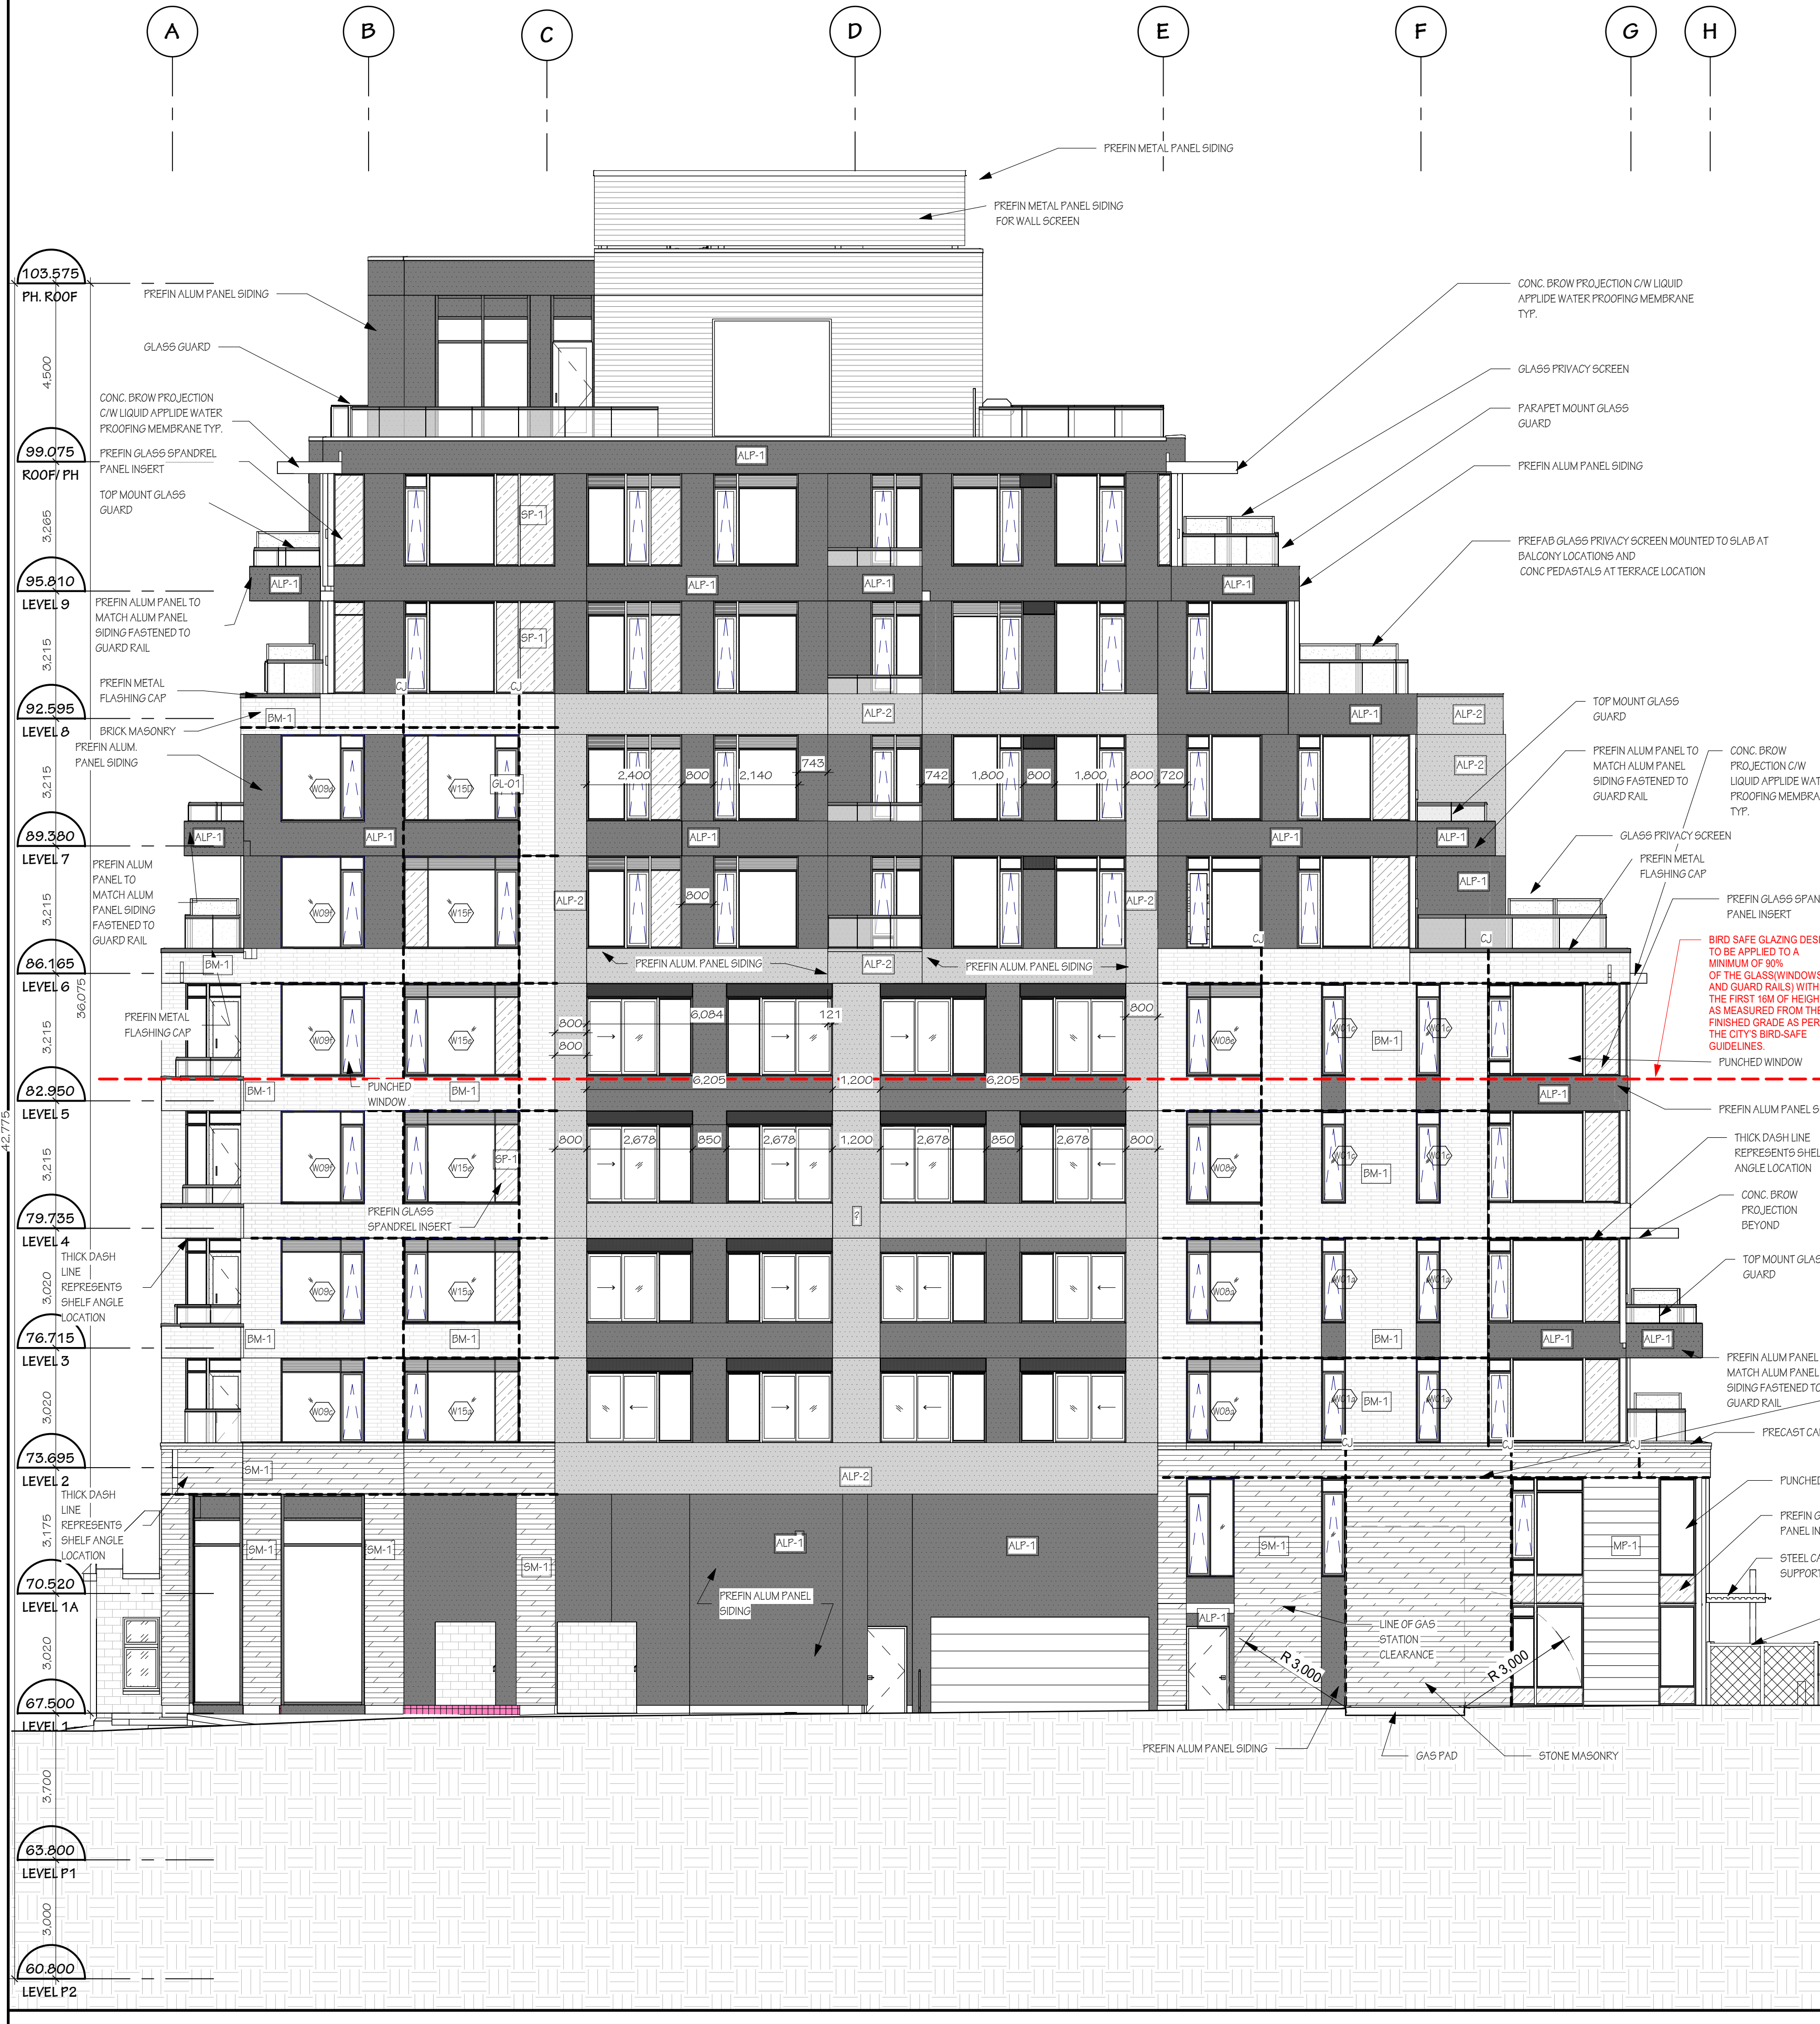 A
B
C
D
E
F
G
H
PREFIN METAL PANEL SIDING
PREFIN METAL PANEL SIDING
FOR WALL SCREEN
103.575
PH. ROOF
4.500
99.075
ROOF/ PH
3.265
95.810
LEVEL 9
3.215
92.595
LEVEL 8
3.215
89.380
LEVEL 7
3.215
86.165
LEVEL 6
36.075
3.215
82.950
LEVEL 5
42.775
3.215
79.735
LEVEL 4
3.020
76.715
LEVEL 3
3.020
73.695
LEVEL 2
3.175
70.520
LEVEL 1A
3.020
67.500
LEVEL 1
3.700
63.800
LEVEL P1
3.000
60.800
LEVEL P2
PREFIN ALUM PANEL SIDING
GLASS GUARD
CONC. BROW PROJECTION
C/W LIQUID APPLIDE WATER
PROOFING MEMBRANE TYP.
PREFIN GLASS SPANDREL
PANEL INSERT
TOP MOUNT GLASS
GUARD
PREFIN ALUM PANEL TO
MATCH ALUM PANEL
SIDING FASTENED TO
GUARD RAIL
PREFIN METAL
FLASHING CAP
BRICK MASONRY
PREFIN ALUM.
PANEL SIDING
PREFIN ALUM
PANEL TO
MATCH ALUM
PANEL SIDING
FASTENED TO
GUARD RAIL
PREFIN METAL
FLASHING CAP
THICK DASH
LINE
REPRESENTS
SHELF ANGLE
LOCATION
THICK DASH
LINE
REPRESENTS
SHELF ANGLE
LOCATION
CONC. BROW PROJECTION C/W LIQUID
APPLIDE WATER PROOFING MEMBRANE
TYP.
GLASS PRIVACY SCREEN
PARAPET MOUNT GLASS
GUARD
PREFIN ALUM PANEL SIDING
PREFAB GLASS PRIVACY SCREEN MOUNTED TO SLAB AT
BALCONY LOCATIONS AND
CONC PEDASTALS AT TERRACE LOCATION
TOP MOUNT GLASS
GUARD
PREFIN ALUM PANEL TO
MATCH ALUM PANEL
SIDING FASTENED TO
GUARD RAIL
CONC. BROW
PROJECTION C/W
LIQUID APPLIDE WAT
PROOFING MEMBRA
TYP.
GLASS PRIVACY SCREEN
PREFIN METAL
FLASHING CAP
PREFIN GLASS SPAN
PANEL INSERT
BIRD SAFE GLAZING DESI
TO BE APPLIED TO A
MINIMUM OF 90%
OF THE GLASS(WINDOWS
AND GUARD RAILS) WITH
THE FIRST 16M OF HEIGH
AS MEASURED FROM THE
FINISHED GRADE AS PER
THE CITY'S BIRD-SAFE
GUIDELINES.
PUNCHED WINDOW
PREFIN ALUM PANEL S
THICK DASH LINE
REPRESENTS SHEL
ANGLE LOCATION
CONC. BROW
PROJECTION
BEYOND
TOP MOUNT GLAS
GUARD
PREFIN ALUM PANEL
MATCH ALUM PANEL
SIDING FASTENED TO
GUARD RAIL
PRECAST CA
PUNCHED
PREFIN G
PANEL IN
STEEL CA
SUPPORT
ALP-1
SP-1
ALP-1
ALP-1
ALP-1
ALP-1
SP-1
CJ
CJ
BM-1
ALP-2
ALP-1
ALP-2
W09a
W15D
GL-01
2,400
800
2,140
743
742
1,800
800
1,800
800
720
ALP-2
ALP-1
ALP-1
ALP-1
ALP-1
ALP-1
W09f
W15F
ALP-2
800
ALP-2
ALP-1
CJ
CJ
BM-1
PREFIN ALUM. PANEL SIDING
ALP-2
PREFIN ALUM. PANEL SIDING
W09f
W15e
800
800
6,084
121
800
W08e
W01c
BM-1
W01c
PUNCHED
WINDOW.
BM-1
BM-1
6,205
1,200
6,205
ALP-1
W09f
W15e
SP-1
800
2,678
850
2,678
1,200
2,678
850
2,678
800
W08e
W01c
BM-1
W01c
PREFIN GLASS
SPANDREL INSERT
?
W09c
W15a
W08a
W01a
W01a
BM-1
BM-1
BM-1
ALP-1
ALP-1
W09c
W15a
W08a
W01a
BM-1
W01a
CJ
CJ
CJ
SM-1
ALP-2
SM-1
SM-1
SM-1
ALP-1
ALP-1
SM-1
MP-1
PREFIN ALUM PANEL
SIDING
ALP-1
LINE OF GAS
STATION
CLEARANCE
R 3,000
R 3,000
PREFIN ALUM PANEL SIDING
GAS PAD
STONE MASONRY